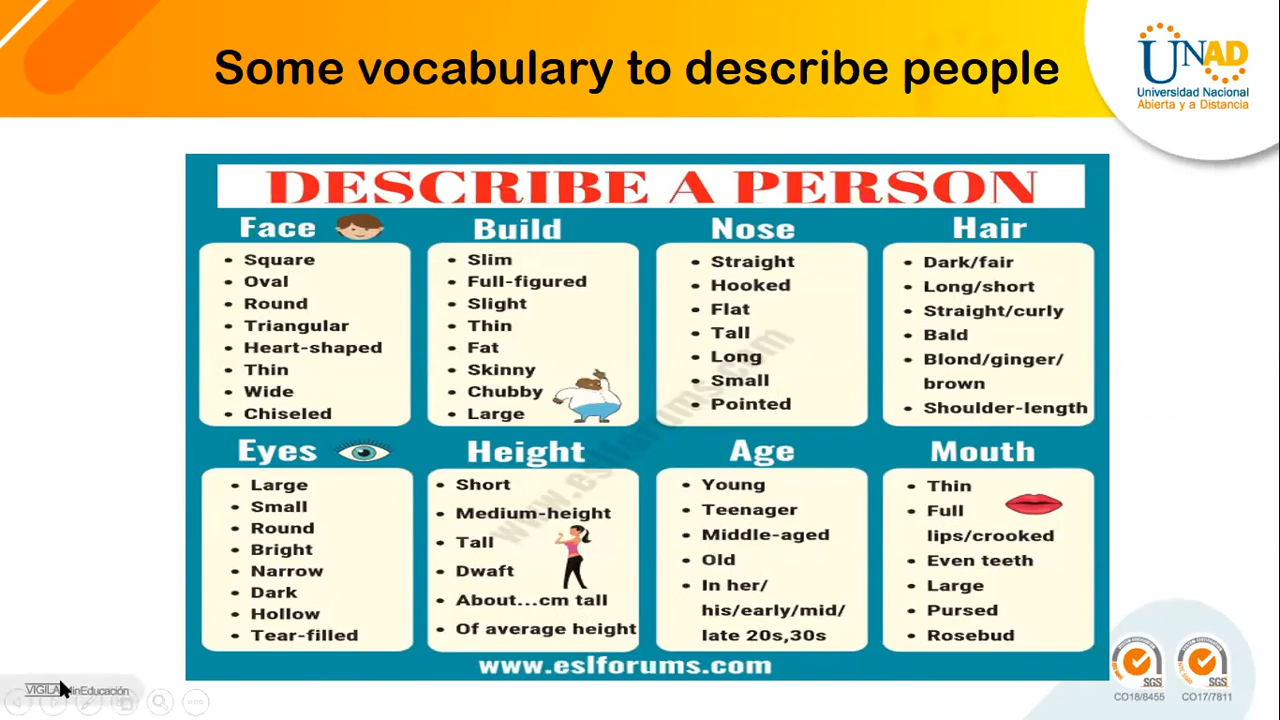 Some vocabulary to describe people
UNAD
Universidad Nacional
Abierta y a Distancia
DESCRIBE A PERSON
Face
Square
Oval
Round
Triangular
Heart-shaped
Thin
Wide
Chiseled
Build
Slim
Full-figured
Slight
Thin
Fat
Skinny
Chubby
Large
Nose
Straight
Hooked
Flat
Tall
Long
Small
Pointed
Hair
Dark/fair
Long/short
Straight/curly
Bald
Blond/ginger/
brown
Shoulder-length
Eyes
Large
Small
Round
Bright
Narrow
Dark
Hollow
Tear-filled
Height
Short
Medium-height
Tall
Dwaft
About...cm tall
Of average height
Age
Young
Teenager
Middle-aged
Old
In her/
his/early/mid/
late 20s,30s
Mouth
Thin
Full
lips/crooked
Even teeth
Large
Pursed
Rosebud
www.eslforums.com
www.eslforums.com
SGS
CO18/8455
SGS
CO17/7811